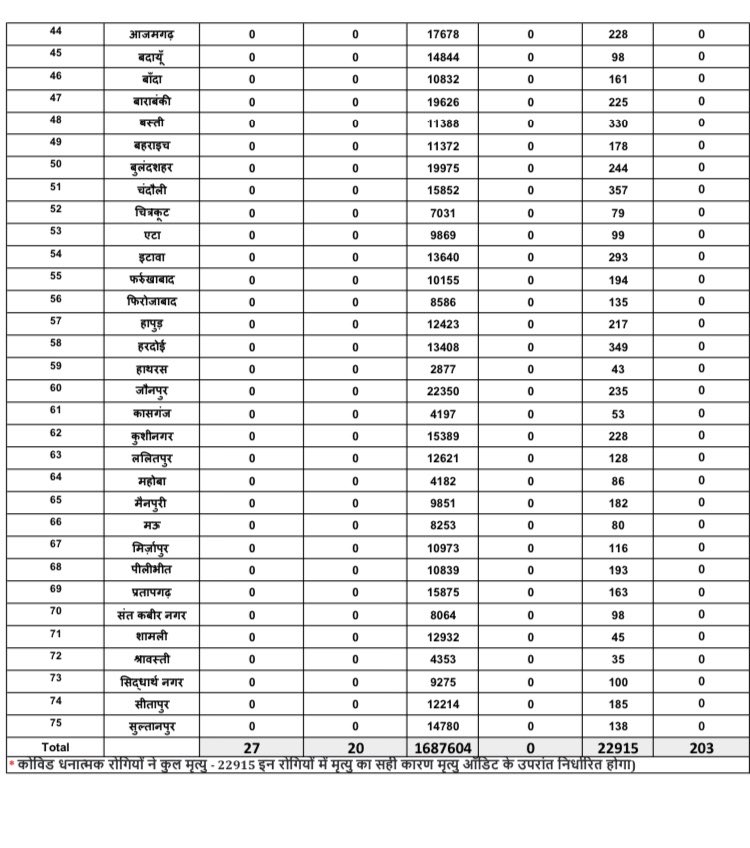 44 आजमगढ़ 0 0 17678 0 228 0
45 बदायूँ 0 0 14844 0 98 0
46 बाँदा 0 0 10832 0 161 0
47 बाराबंकी 0 0 19626 0 225 0
48 बस्ती 0 0 11388 0 330 0
49 बहराइच 0 0 11372 0 178 0
50 बुलंदशहर 0 0 19975 0 244 0
51 चंदौली 0 0 15852 0 357 0
52 चित्रकूट 0 0 7031 0 79 0
53 एटा 0 0 9869 0 99 0
54 इटावा 0 0 13640 0 293 0
55 फर्रुखाबाद 0 0 10155 0 194 0
56 फिरोजाबाद 0 0 8586 0 135 0
57 हापुड़ 0 0 12423 0 217 0
58 हरदोई 0 0 13408 0 349 0
59 हाथरस 0 0 2877 0 43 0
60 जौनपुर 0 0 22350 0 235 0
61 कासगंज 0 0 4197 0 53 0
62 कुशीनगर 0 0 15389 0 228 0
63 ललितपुर 0 0 12621 0 128 0
64 महोबा 0 0 4182 0 86 0
65 मैनपुरी 0 0 9851 0 182 0
66 मऊ 0 0 8253 0 80 0
67 मिर्ज़ापुर 0 0 10973 0 116 0
68 पीलीभीत 0 0 10839 0 193 0
69 प्रतापगढ़ 0 0 15875 0 163 0
70 संत कबीर नगर 0 0 8064 0 98 0
71 शामली 0 0 12932 0 45 0
72 श्रावस्ती 0 0 4353 0 35 0
73 सिद्धार्थ नगर 0 0 9275 0 100 0
74 सीतापुर 0 0 12214 0 185 0
75 सुल्तानपुर 0 0 14780 0 138 0
Total 27 20 1687604 0 22915 203
* कोविड धनात्मक रोगियों ने कुल मृत्यु - 22915 इन रोगियों में मृत्यु का सही कारण मृत्यु ऑडिट के उपरांत निर्धारित होगा)